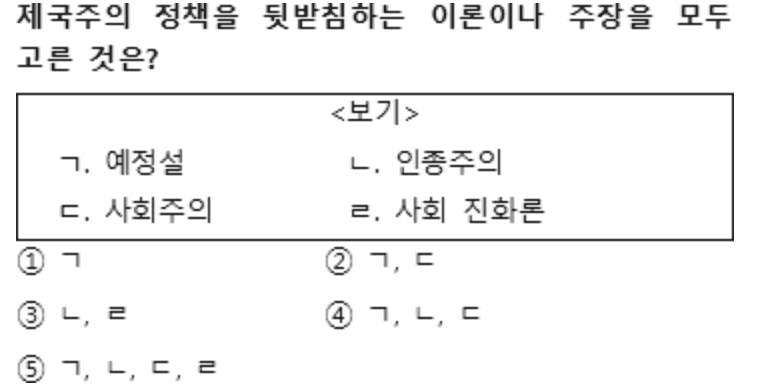 제국주의 정책을 뒷받침하는 이론이나 주장을 모두
고른 것은?
<보기>
ㄱ. 예정설 ㄴ. 인종주의
ㄷ. 사회주의 ㄹ. 사회 진화론
① ㄱ ② ㄱ, ㄷ
③ ㄴ, ㄹ ④ ㄱ, ㄴ, ㄷ
⑤ ㄱ, ㄴ, ㄷ, ㄹ